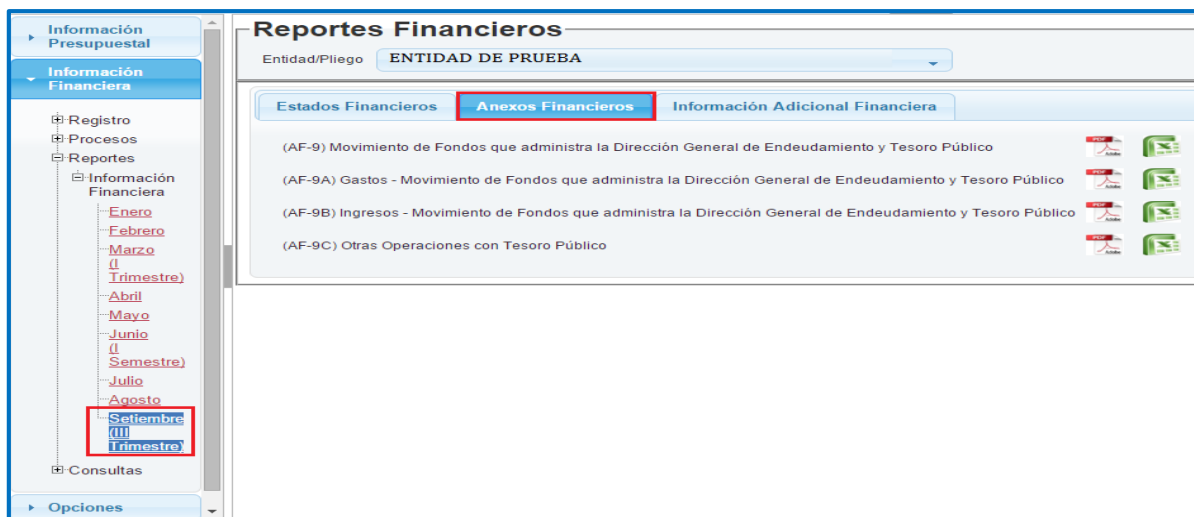 Información
Presupuestal
Información
Financiera
Registro
Procesos
Reportes
Información
Financiera
Enero
Febrero
Marzo
(I
Trimestre)
Abril
Mayo
Junio
(I
Semestre)
Julio
Agosto
Setiembre
(III
Trimestre)
Consultas
Opciones
Reportes Financieros
Entidad/Pliego ENTIDAD DE PRUEBA
Estados Financieros Anexos Financieros Información Adicional Financiera
(AF-9) Movimiento de Fondos que administra la Dirección General de Endeudamiento y Tesoro Público
(AF-9A) Gastos - Movimiento de Fondos que administra la Dirección General de Endeudamiento y Tesoro Público
(AF-9B) Ingresos - Movimiento de Fondos que administra la Dirección General de Endeudamiento y Tesoro Público
(AF-9C) Otras Operaciones con Tesoro Público